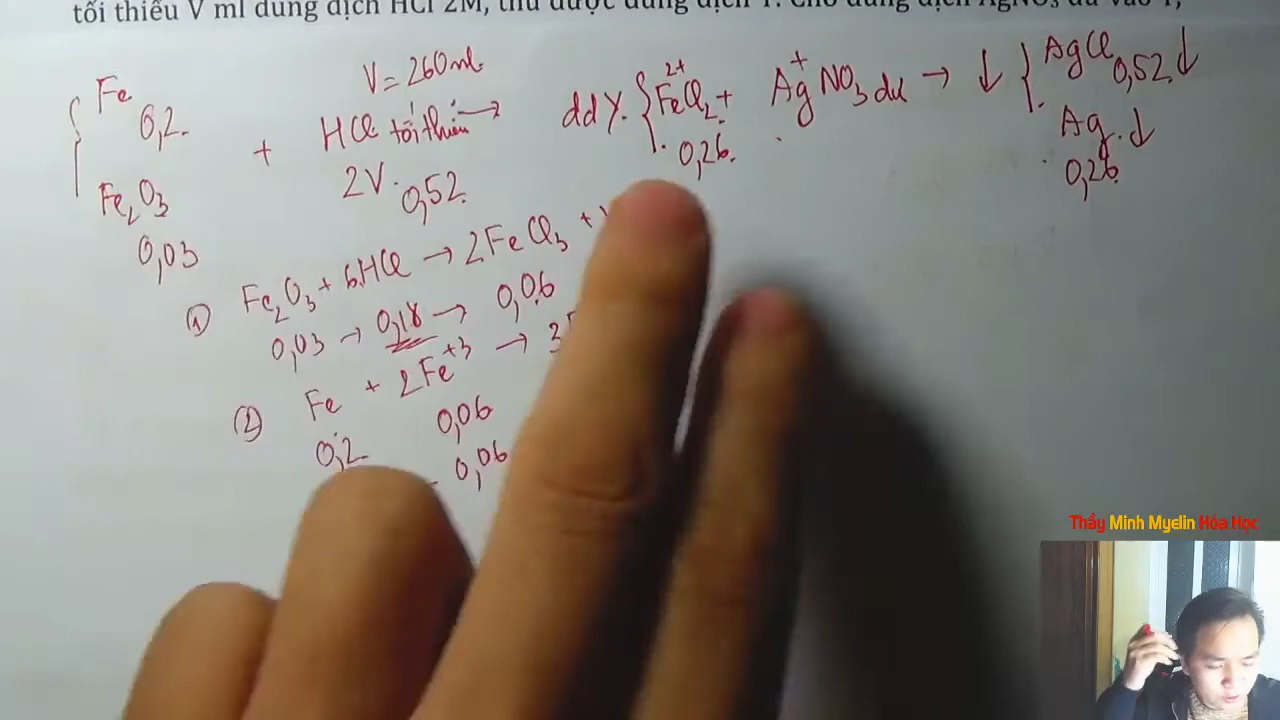 tối thiểu V ml dung dịch HCl 2M, thu được dung dịch Y. Cho dung dịch AgNO3 dư vào Y,
Fe 0,2
Fe2O3 0,03
+
V = 260ml
HCl tối thiểu →
2V 0,52
dd Y FeCl2 + AgNO3 dư → ↓ AgCl 0,52 ↓
2+ +
0,26
Ag ↓
0,26
① Fe2O3 + 6HCl → 2FeCl3 +
0,03 → 0,18 → 0,06
② Fe + 2Fe+3 → 3
0,2 0,06
0,06
Thầy Minh Myelin Hóa Học